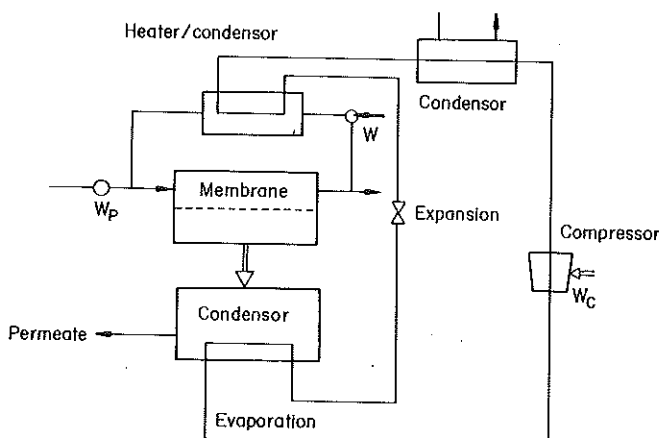 Heater/condensor
Condensor
W
Membrane
W_P
Expansion
Compressor
W_C
Condensor
Permeate
Evaporation